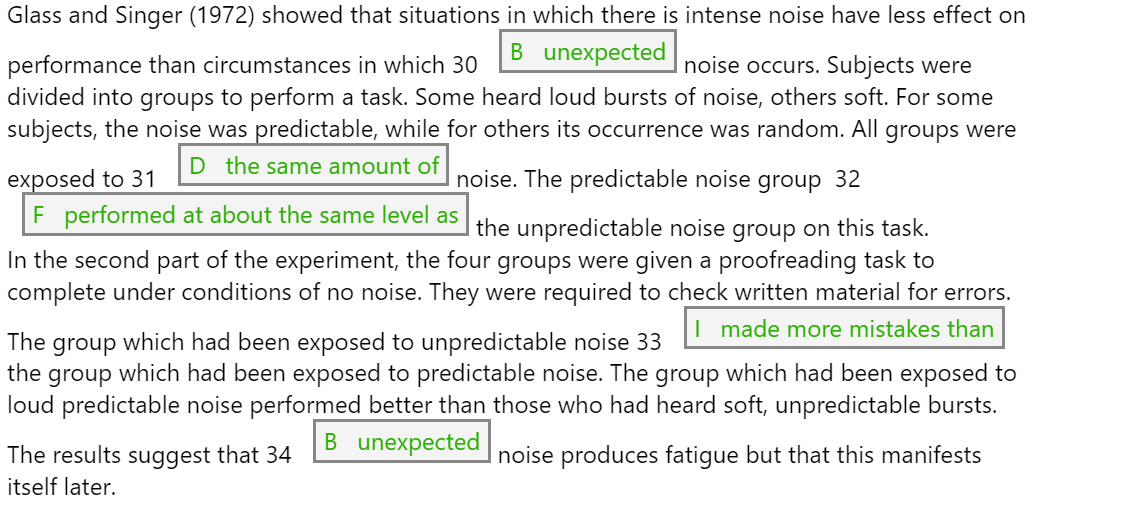 Glass and Singer (1972) showed that situations in which there is intense noise have less effect on
performance than circumstances in which 30 B unexpected noise occurs. Subjects were
divided into groups to perform a task. Some heard loud bursts of noise, others soft. For some
subjects, the noise was predictable, while for others its occurrence was random. All groups were
exposed to 31 D the same amount of noise. The predictable noise group 32
F performed at about the same level as the unpredictable noise group on this task.
In the second part of the experiment, the four groups were given a proofreading task to
complete under conditions of no noise. They were required to check written material for errors.
The group which had been exposed to unpredictable noise 33 I made more mistakes than
the group which had been exposed to predictable noise. The group which had been exposed to
loud predictable noise performed better than those who had heard soft, unpredictable bursts.
The results suggest that 34 B unexpected noise produces fatigue but that this manifests
itself later.